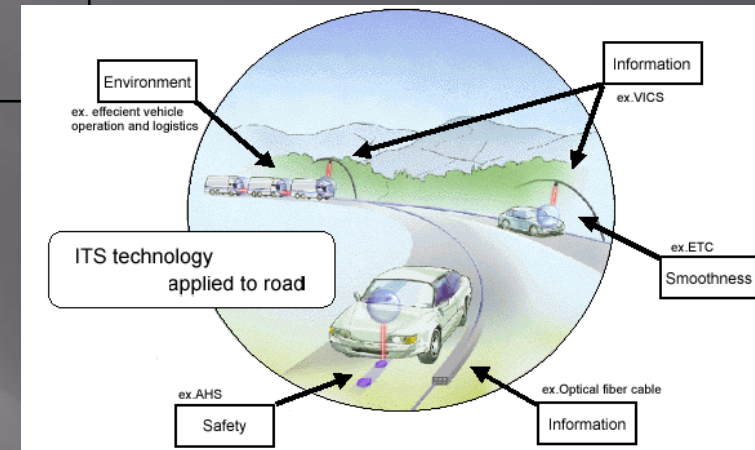 Environment
ex. effecient vehicle
operation and logistics
Information
ex.VICS
ITS technology
applied to road
ex.ETC
Smoothness
ex.AHS
Safety
ex.Optical fiber cable
Information